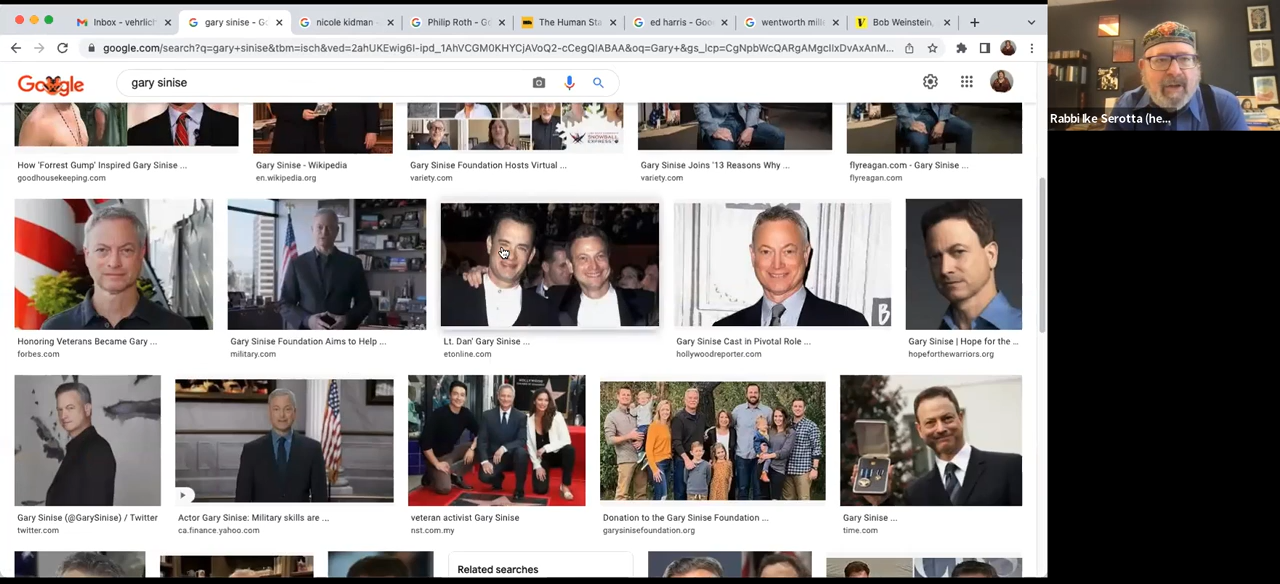 Inbox - vehrlich
gary sinise - Go
nicole kidman -
Philip Roth - G
The Human Sta
ed harris - Goo
wentworth mill
Bob Weinstein,
google.com/search?q=gary+sinise&tbm=isch&ved=
Google
gary sinise
Rabbi Ike Serotta (he...
How 'Forrest Gump' Inspired Gary Sinise ...
goodhousekeeping.com
Gary Sinise - Wikipedia
en.wikipedia.org
Gary Sinise Foundation Hosts Virtual ...
variety.com
Gary Sinise Joins '13 Reasons Why ...
variety.com
flyreagan.com - Gary Sinise ...
flyreagan.com
Honoring Veterans Became Gary ...
forbes.com
Gary Sinise Foundation Aims to Help ...
military.com
Lt. Dan' Gary Sinise ...
etonline.com
Gary Sinise Cast in Pivotal Role ...
hollywoodreporter.com
Gary Sinise | Hope for the ...
hopeforthewarriors.org
Gary Sinise (@GarySinise) / Twitter
twitter.com
Actor Gary Sinise: Military skills are ...
ca.finance.yahoo.com
veteran activist Gary Sinise
nst.com.my
Donation to the Gary Sinise Foundation ...
garysinisefoundation.org
Gary Sinise ...
time.com
Related searches